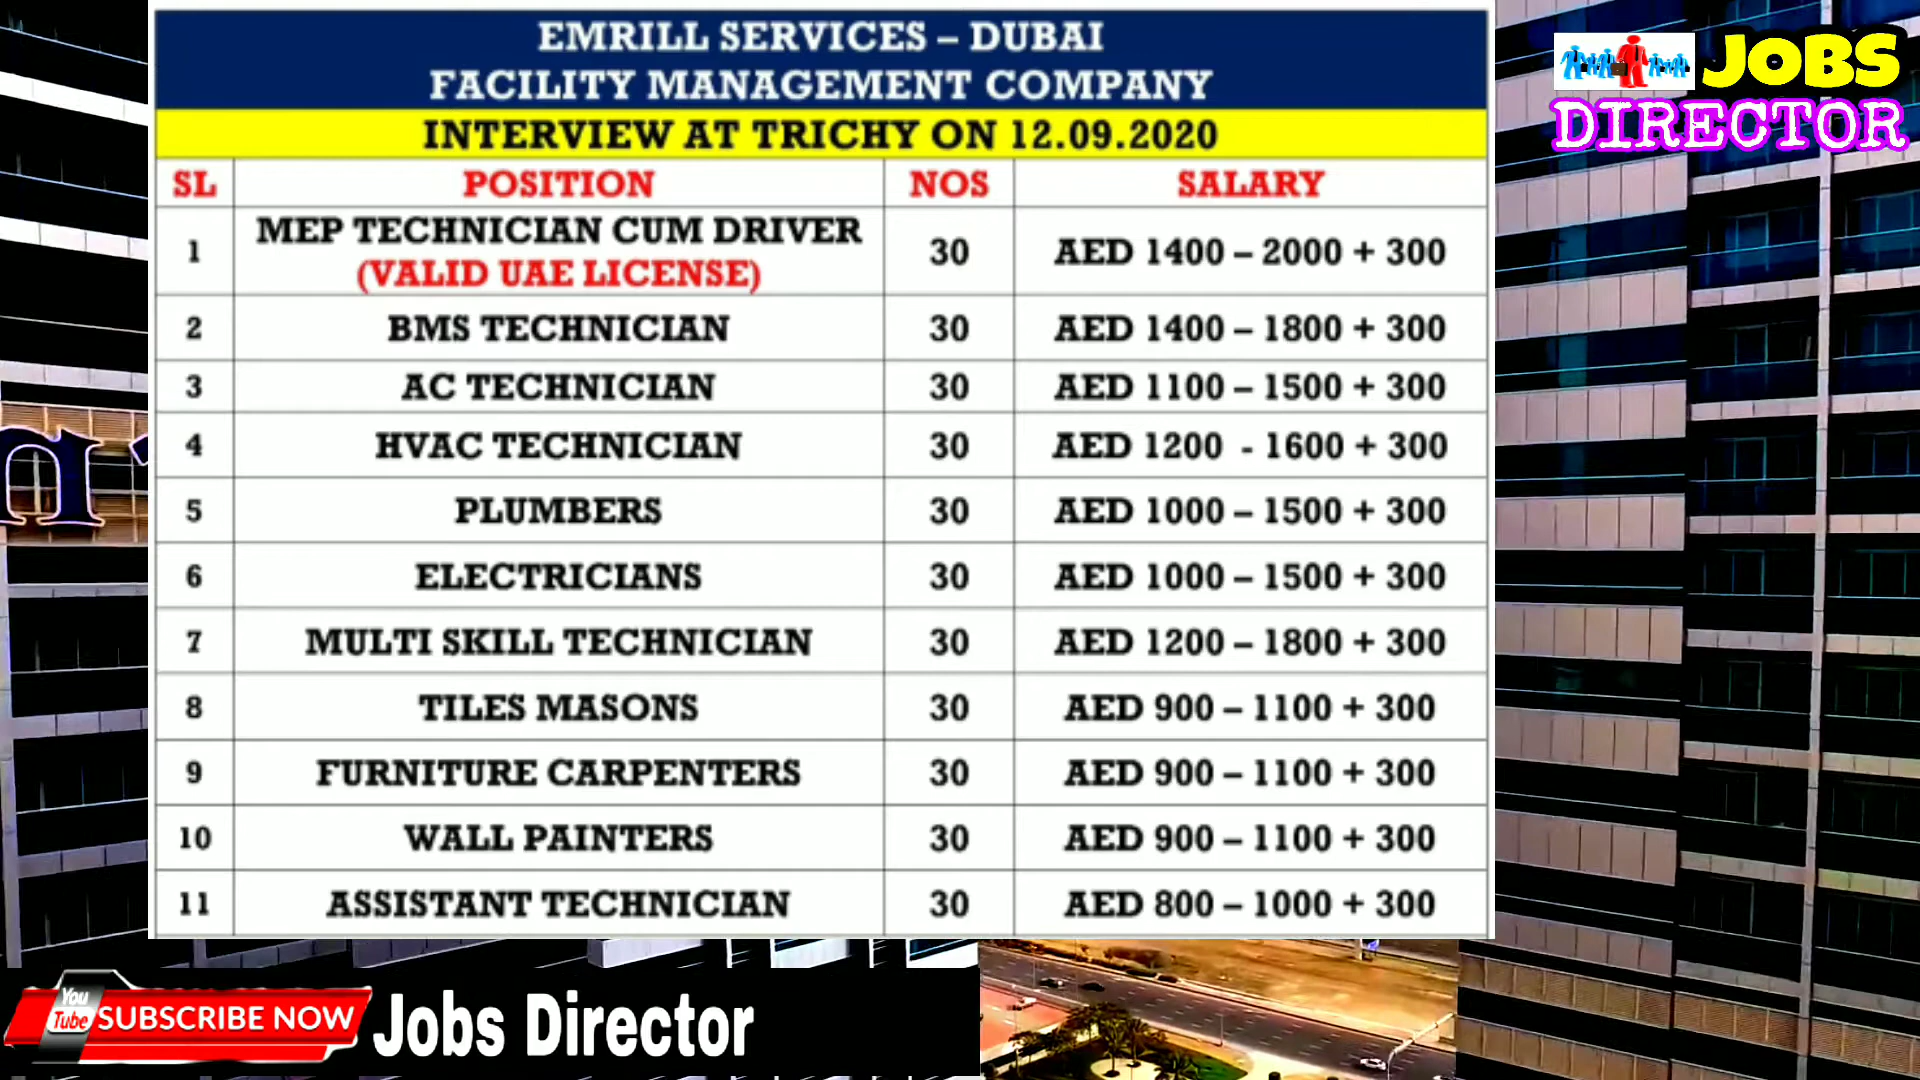 EMRILL SERVICES – DUBAI
FACILITY MANAGEMENT COMPANY
INTERVIEW AT TRICHY ON 12.09.2020
SL POSITION NOS SALARY
1 MEP TECHNICIAN CUM DRIVER (VALID UAE LICENSE) 30 AED 1400 – 2000 + 300
2 BMS TECHNICIAN 30 AED 1400 – 1800 + 300
3 AC TECHNICIAN 30 AED 1100 – 1500 + 300
4 HVAC TECHNICIAN 30 AED 1200 - 1600 + 300
5 PLUMBERS 30 AED 1000 – 1500 + 300
6 ELECTRICIANS 30 AED 1000 – 1500 + 300
7 MULTI SKILL TECHNICIAN 30 AED 1200 – 1800 + 300
8 TILES MASONS 30 AED 900 – 1100 + 300
9 FURNITURE CARPENTERS 30 AED 900 – 1100 + 300
10 WALL PAINTERS 30 AED 900 – 1100 + 300
11 ASSISTANT TECHNICIAN 30 AED 800 – 1000 + 300
JOBS
DIRECTOR
You
Tube SUBSCRIBE NOW Jobs Director